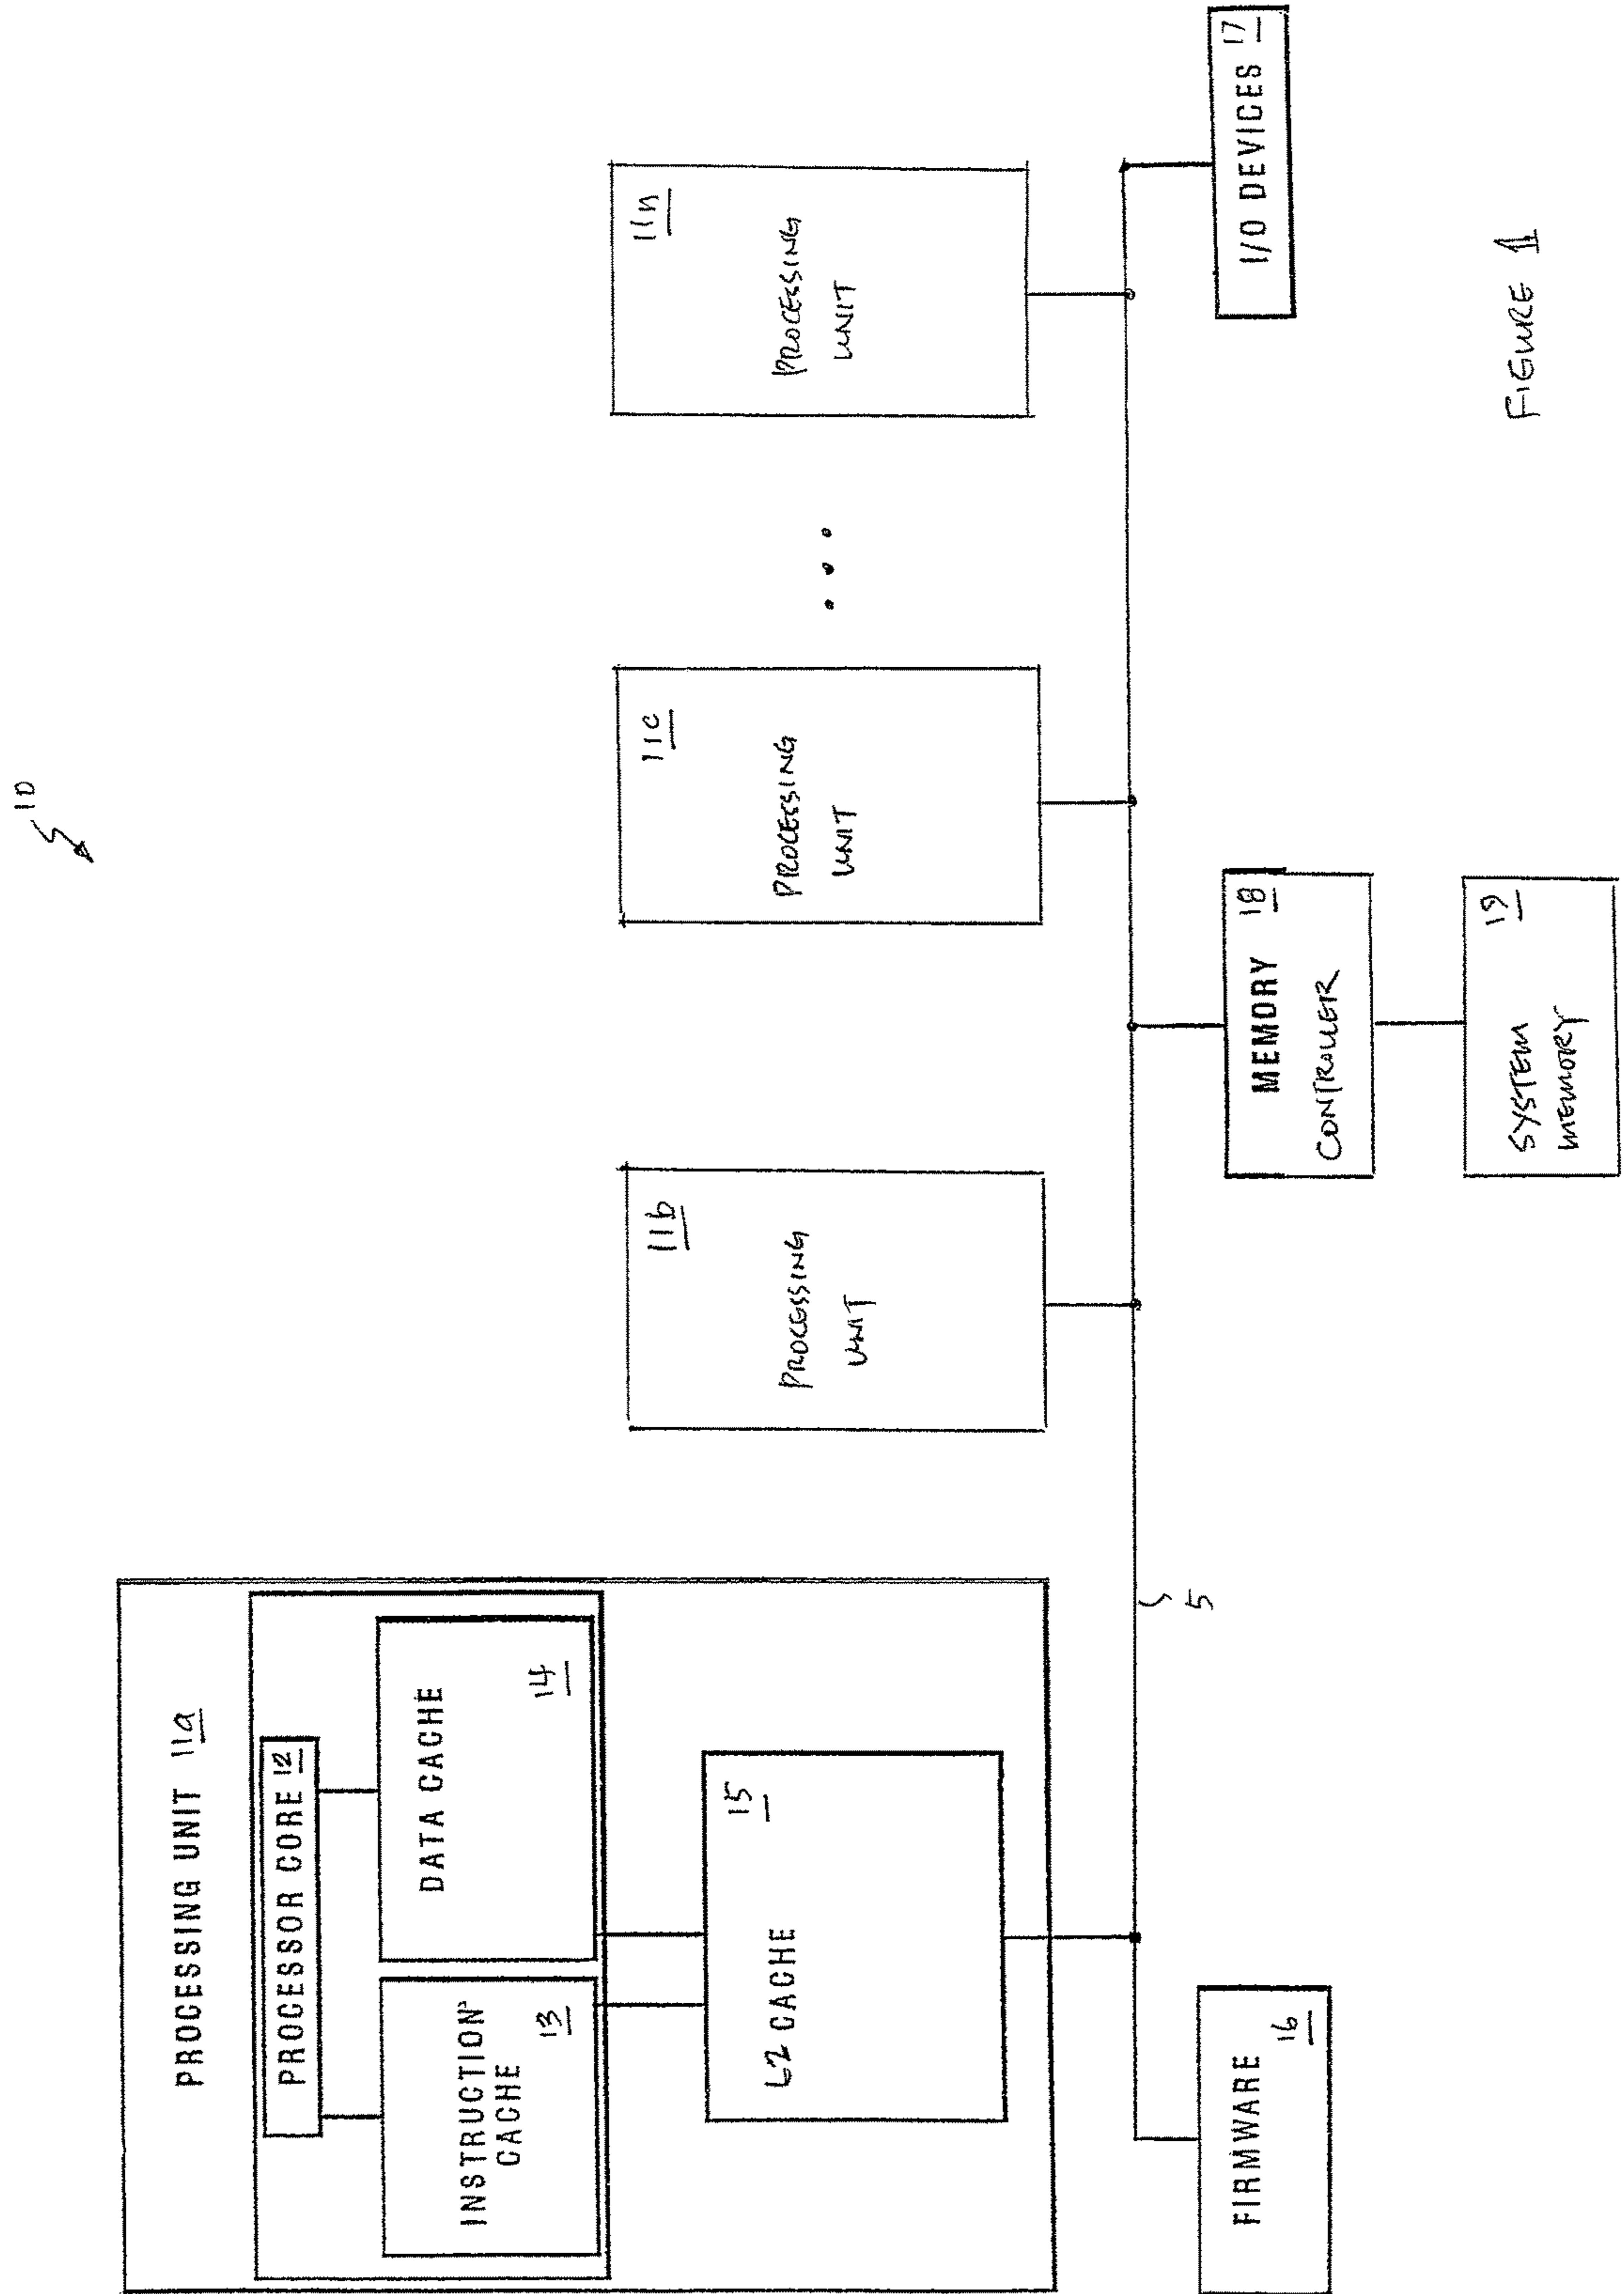 10
PROCESSING UNIT 11a
PROCESSOR CORE 12
INSTRUCTION
CACHE
13
DATA CACHE
14
L2 CACHE
15
11b
PROCESSING
UNIT
11c
PROCESSING
UNIT
...
11n
PROCESSING
UNIT
5
FIRMWARE
16
MEMORY 18
CONTROLLER
SYSTEM
MEMORY
19
I/O DEVICES 17
FIGURE 1